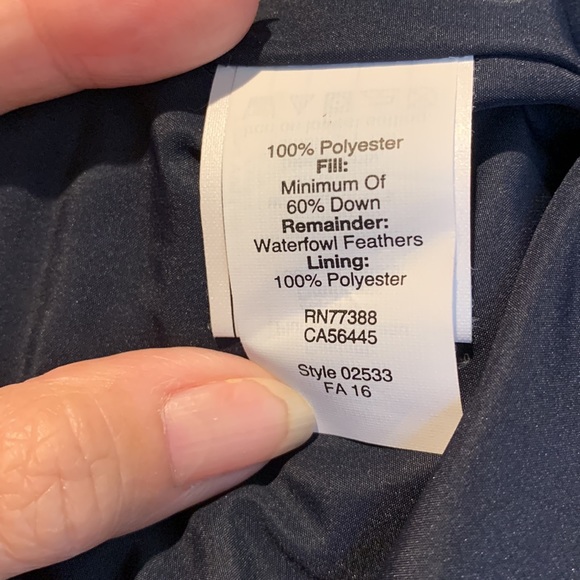 100% Polyester
Fill:
Minimum Of
60% Down
Remainder:
Waterfowl Feathers
Lining:
100% Polyester
RN77388
CA56445
Style 02533
FA 16